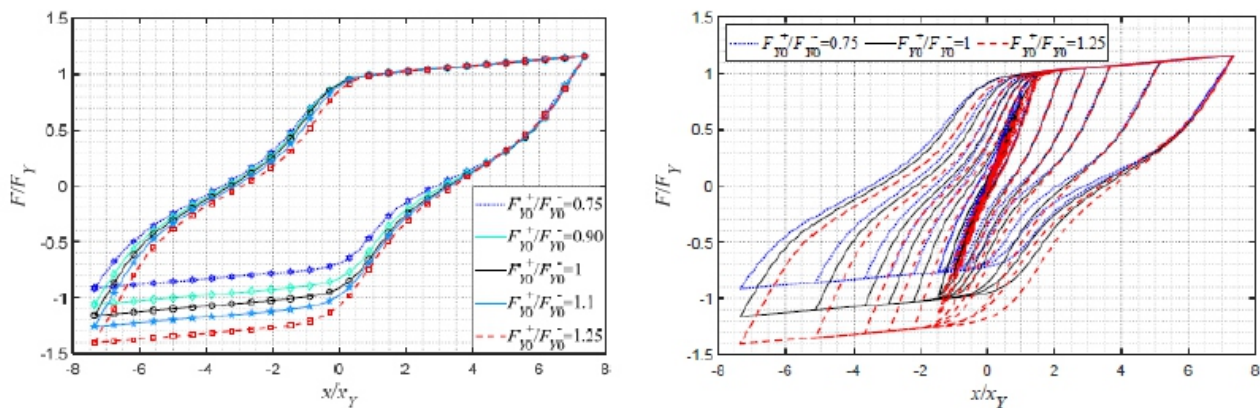 1.5
1
0.5
0
-0.5
-1
-1.5
F/F_Y
-8 -6 -4 -2 0 2 4 6 8
x/x_Y
F_Y0^+/F_Y0^-=0.75
F_Y0^+/F_Y0^-=0.90
F_Y0^+/F_Y0^-=1
F_Y0^+/F_Y0^-=1.1
F_Y0^+/F_Y0^-=1.25
1.5
1
0.5
0
-0.5
-1
-1.5
F/F_Y
-8 -6 -4 -2 0 2 4 6 8
x/x_Y
F_Y0^+/F_Y0^-=0.75 F_Y0^+/F_Y0^-=1 F_Y0^+/F_Y0^-=1.25